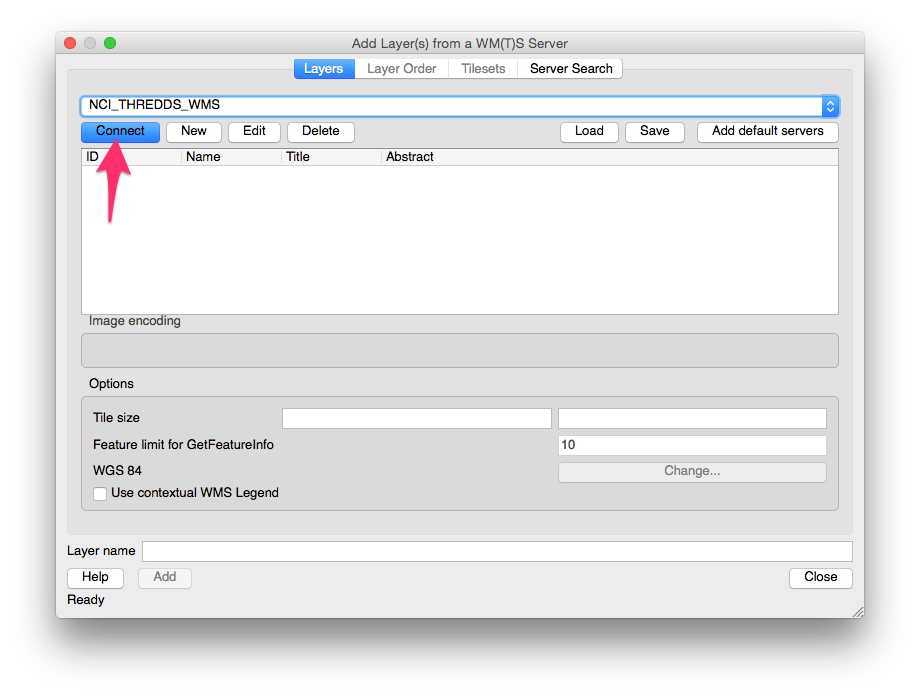 Add Layer(s) from a WM(T)S Server
Layers Layer Order Tilesets Server Search
NCI_THREDDS_WMS
Connect New Edit Delete Load Save Add default servers
ID Name Title Abstract
Image encoding
Options
Tile size
Feature limit for GetFeatureInfo 10
WGS 84 Change...
Use contextual WMS Legend
Layer name
Help Add Close
Ready